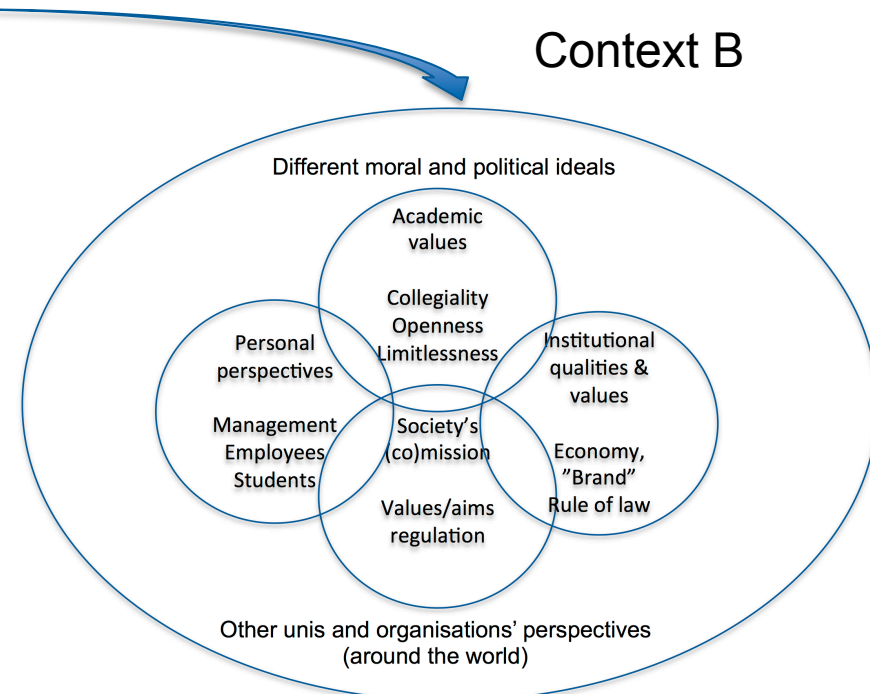 Context B
Different moral and political ideals
Academic
values
Collegiality
Openness
Limitlessness
Personal
perspectives
Management
Employees
Students
Institutional
qualities &
values
Economy,
”Brand”
Rule of law
Society’s
(co)mission
Values/aims
regulation
Other unis and organisations’ perspectives
(around the world)